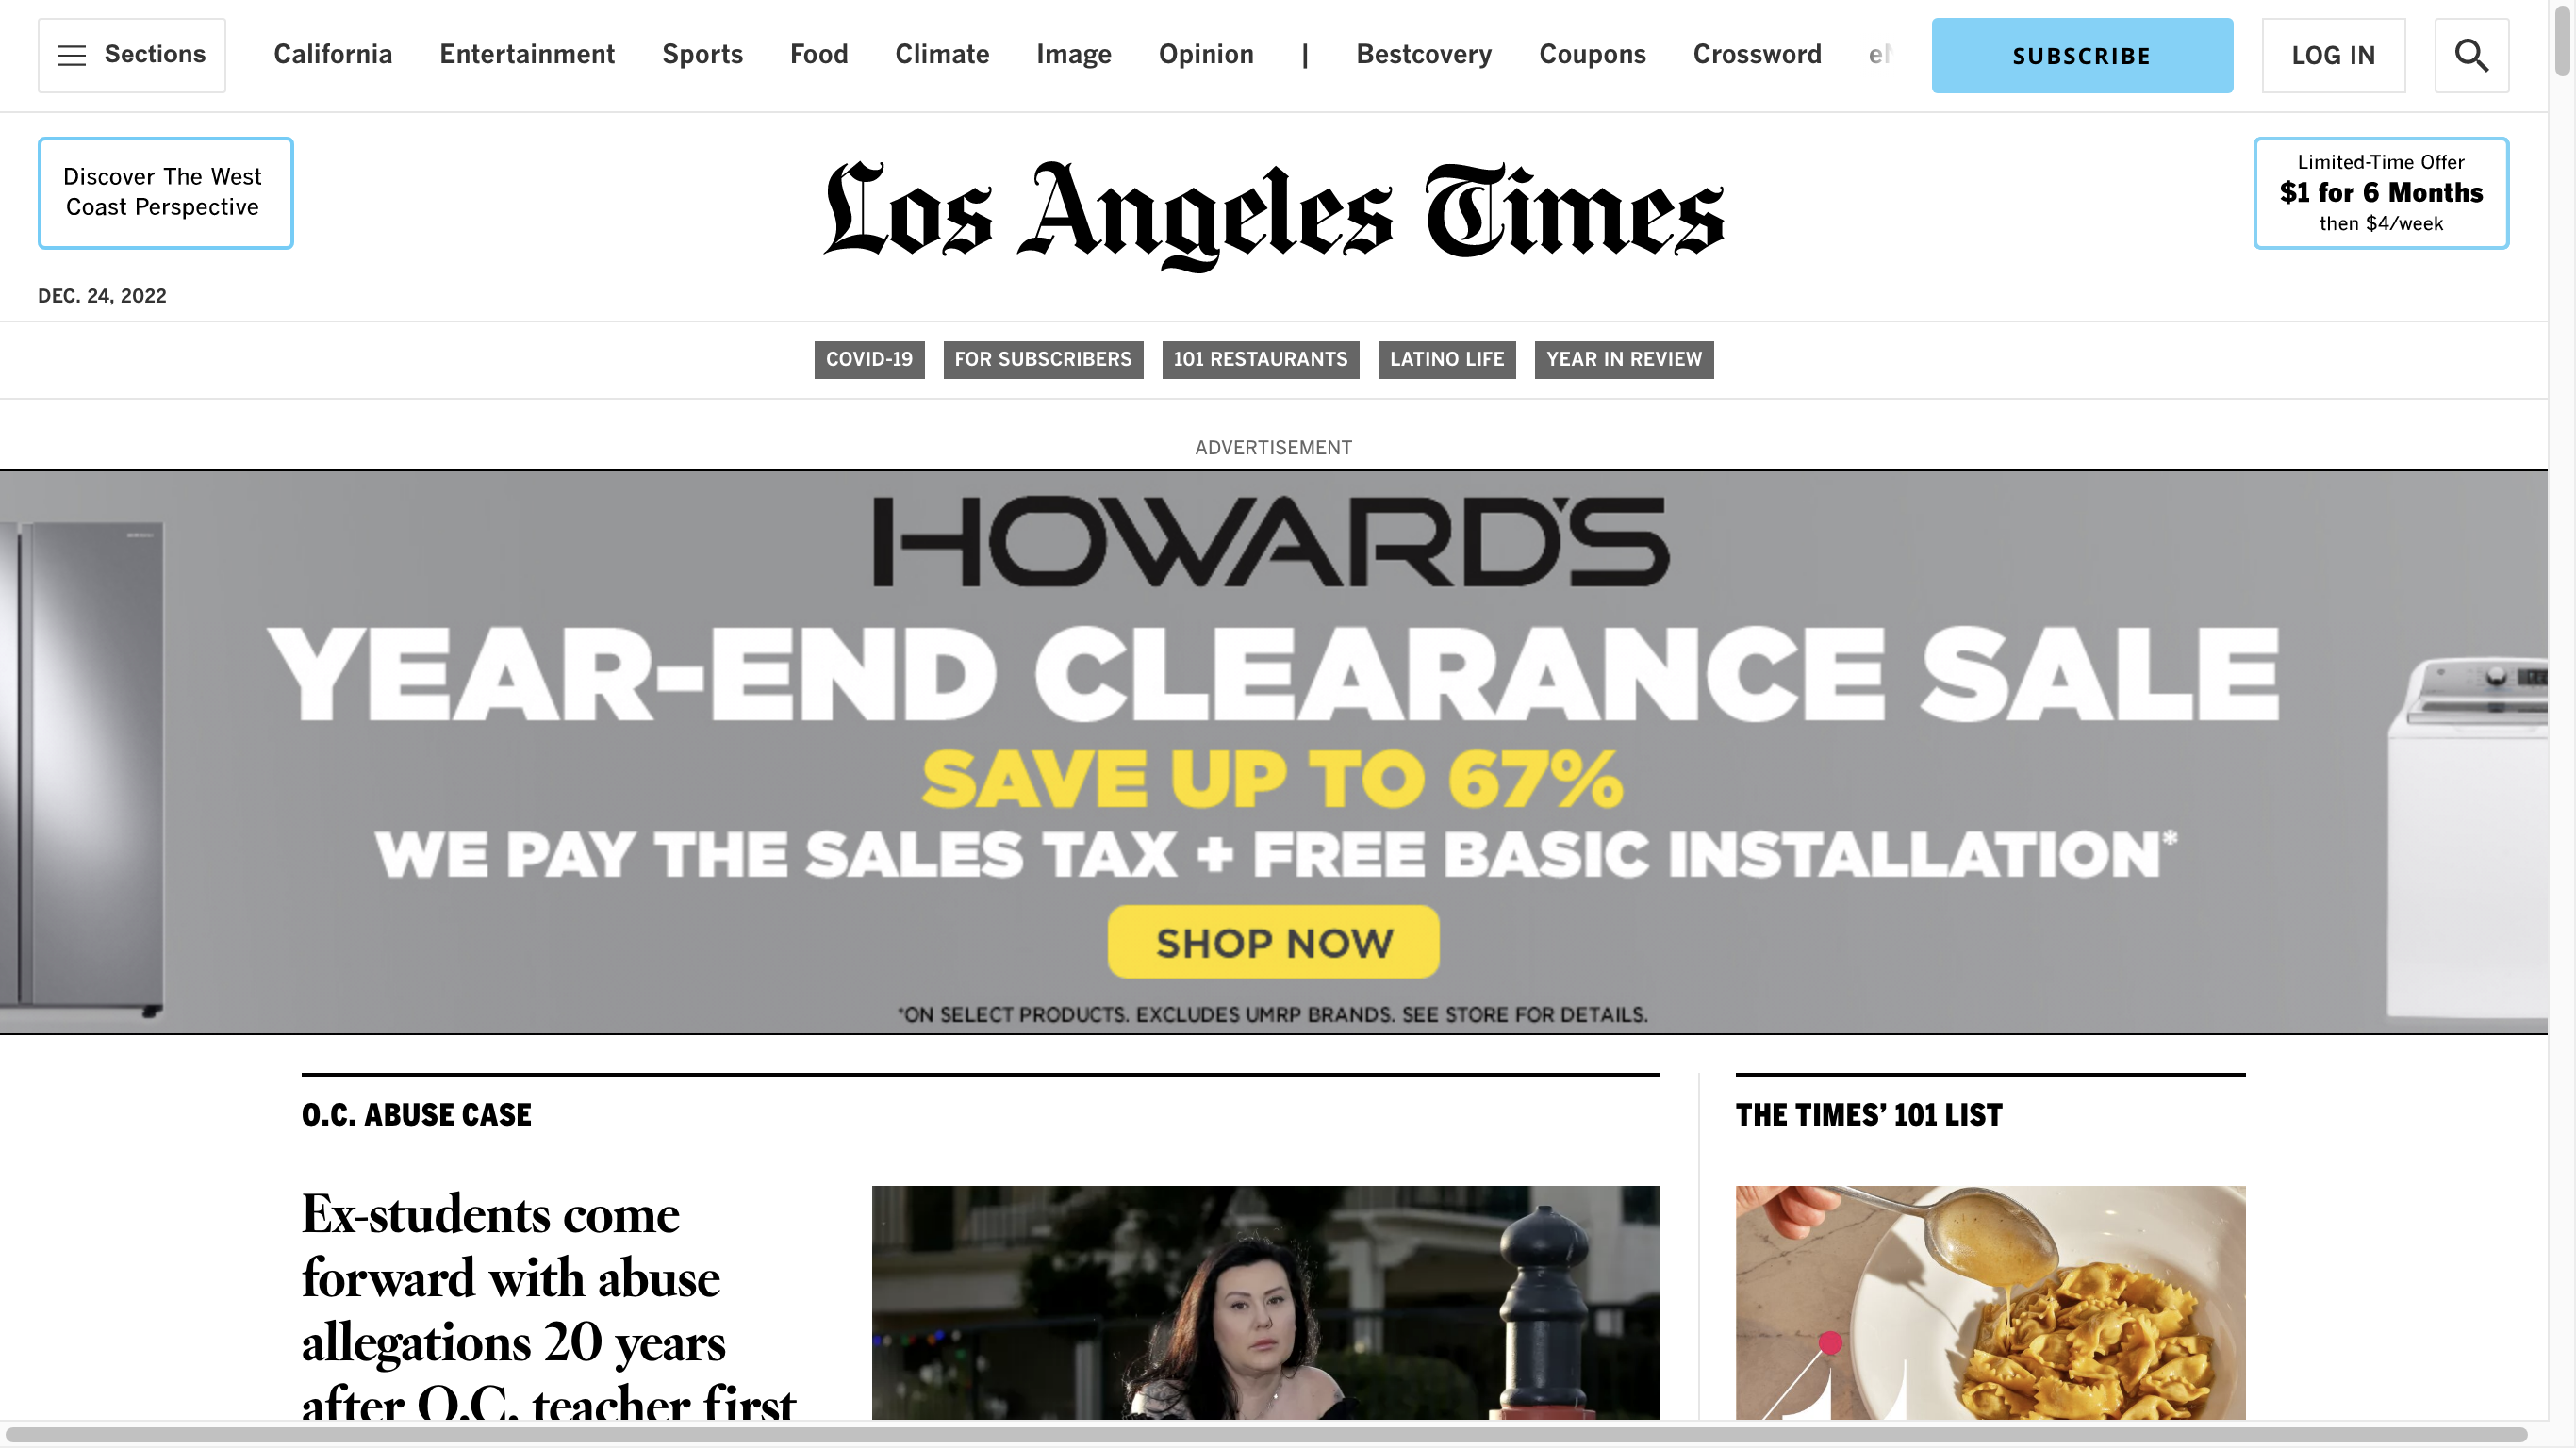 Sections
California
Entertainment
Sports
Food
Climate
Image
Opinion
|
Bestcovery
Coupons
Crossword
SUBSCRIBE
LOG IN
Discover The West
Coast Perspective
Los Angeles Times
Limited-Time Offer
$1 for 6 Months
then $4/week
DEC. 24, 2022
COVID-19
FOR SUBSCRIBERS
101 RESTAURANTS
LATINO LIFE
YEAR IN REVIEW
ADVERTISEMENT
HOWARD'S
YEAR-END CLEARANCE SALE
SAVE UP TO 67%
WE PAY THE SALES TAX + FREE BASIC INSTALLATION*
SHOP NOW
*ON SELECT PRODUCTS. EXCLUDES UMRP BRANDS. SEE STORE FOR DETAILS.
O.C. ABUSE CASE
Ex-students come
forward with abuse
allegations 20 years
after O.C. teacher first
THE TIMES’ 101 LIST